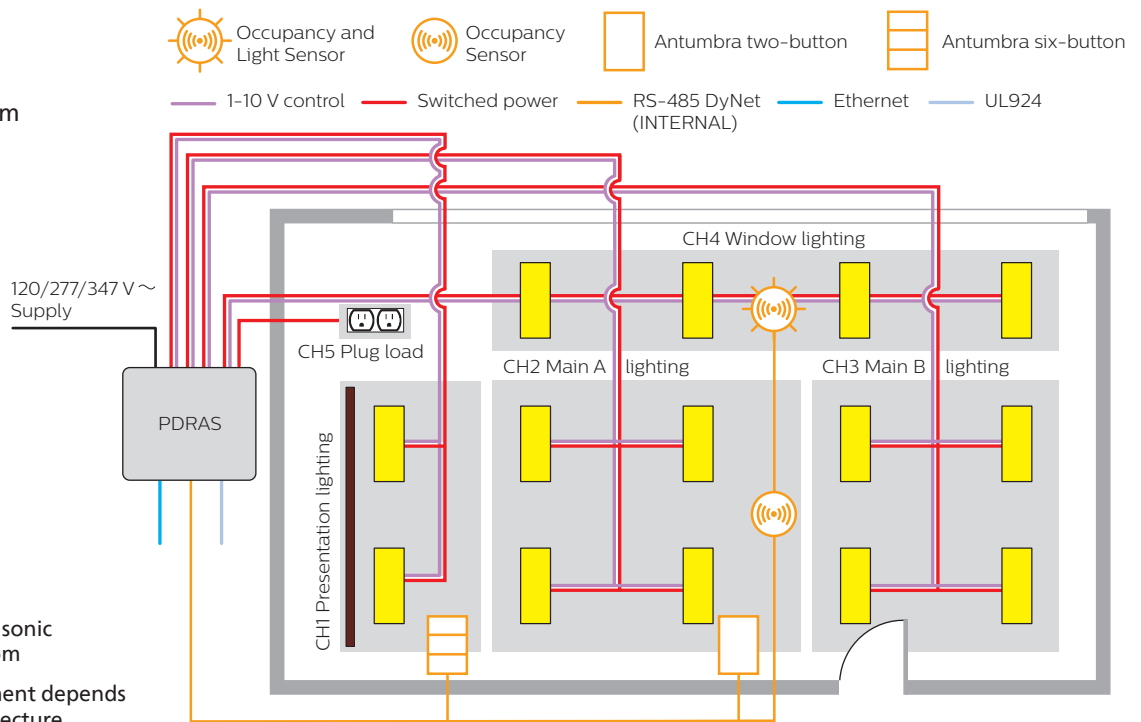 Occupancy and
Light Sensor
Occupancy
Sensor
Antumbra two-button
Antumbra six-button
1-10 V control
Switched power
RS-485 DyNet
(INTERNAL)
Ethernet
UL924
m
CH4 Window lighting
120/277/347 V ~
Supply
CH5 Plug load
CH2 Main A lighting
CH3 Main B lighting
PDRAS
CH1 Presentation lighting
sonic
om
nent depends
ecture